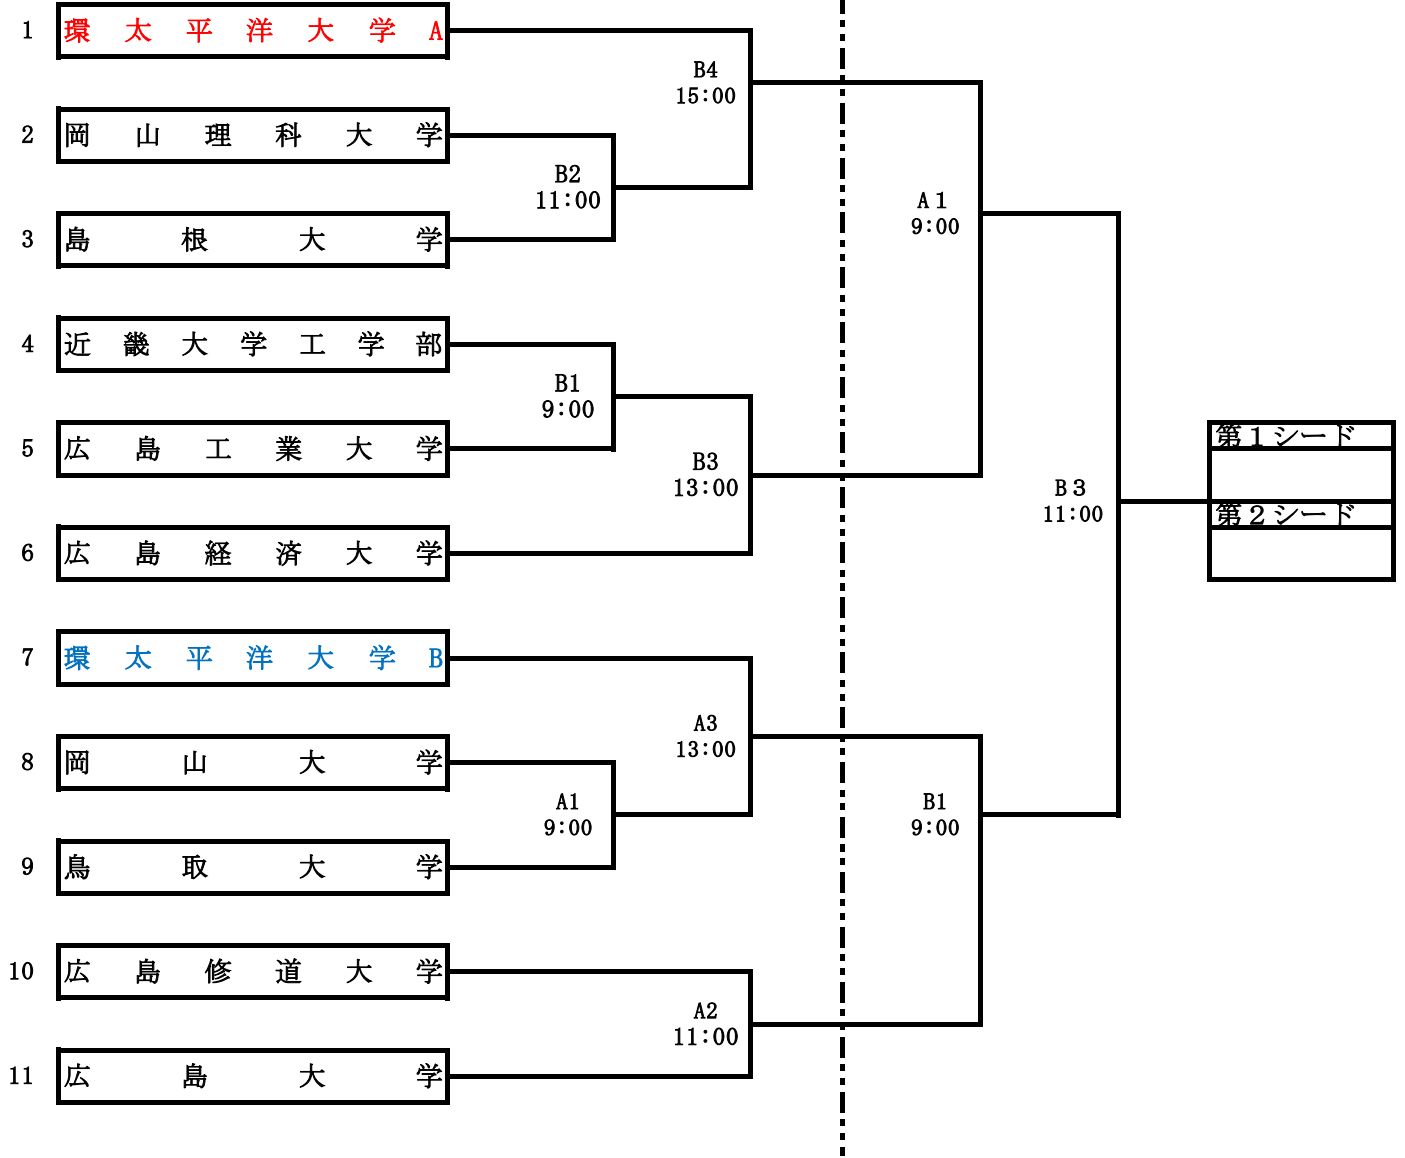 1 環太平洋大学A
B4
15:00
2 岡山理科大学
B2
11:00
A１
9:00
3 島根大学
4 近畿大学工学部
B1
9:00
5 広島工業大学
第１シード
B3
13:00
B３
11:00
第２シード
6 広島経済大学
7 環太平洋大学B
A3
13:00
8 岡山大学
A1
9:00
B1
9:00
9 鳥取大学
10 広島修道大学
A2
11:00
11 広島大学